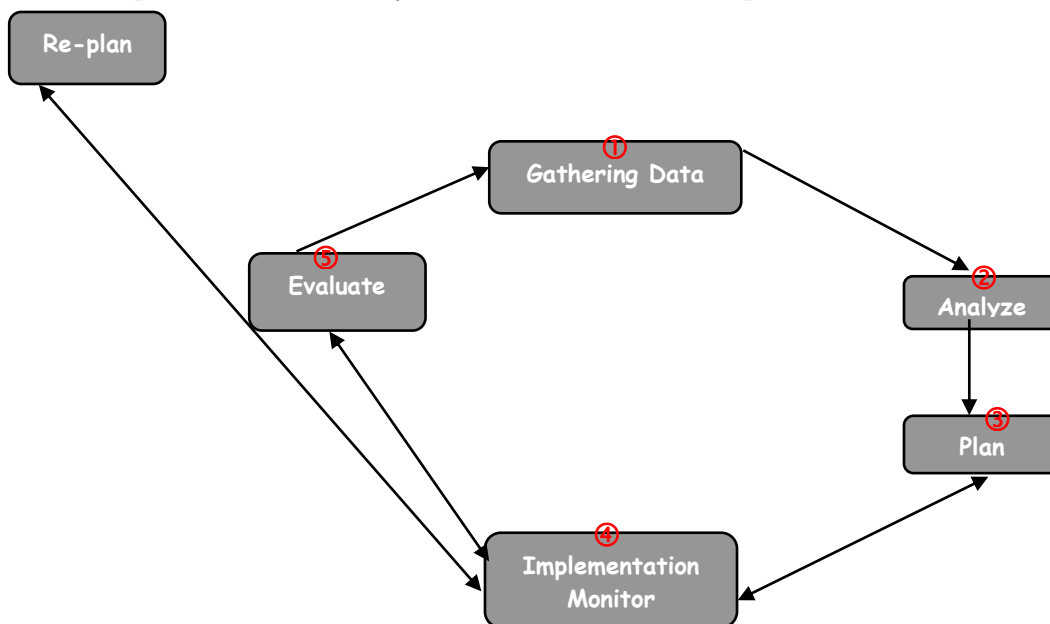 Re-plan
①
Gathering Data
⑤
Evaluate
②
Analyze
③
Plan
④
Implementation
Monitor